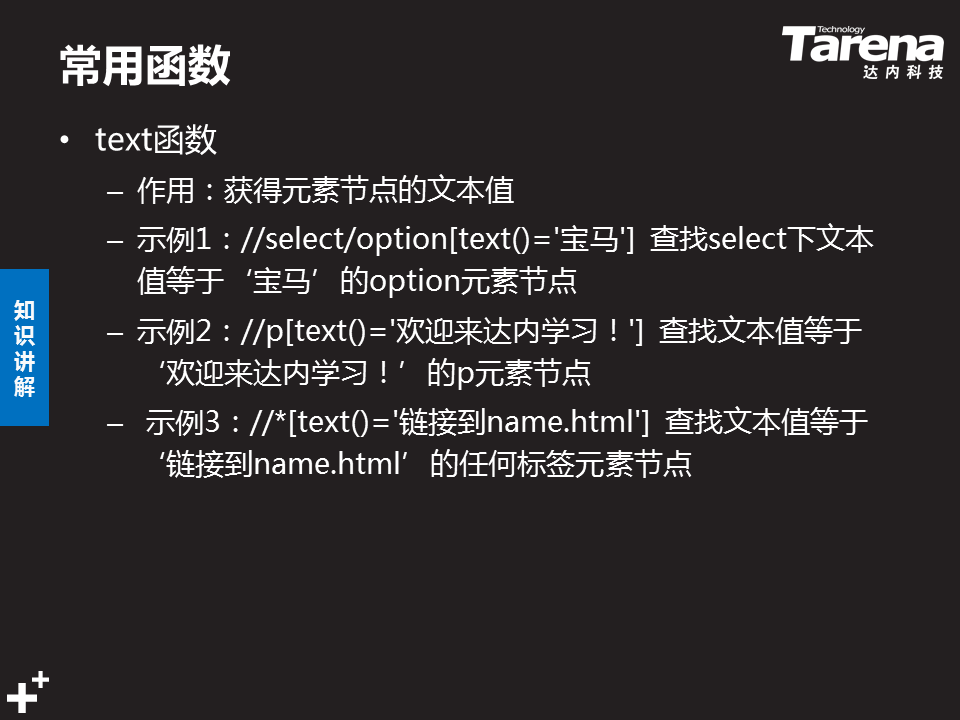 常用函数
Technology
Tarena
达内科技
• text函数
– 作用：获得元素节点的文本值
– 示例1：//select/option[text()='宝马'] 查找select下文本
值等于‘宝马’的option元素节点
– 示例2：//p[text()='欢迎来达内学习！'] 查找文本值等于
‘欢迎来达内学习！’的p元素节点
– 示例3：//*[text()='链接到name.html'] 查找文本值等于
‘链接到name.html’的任何标签元素节点
知
识
讲
解